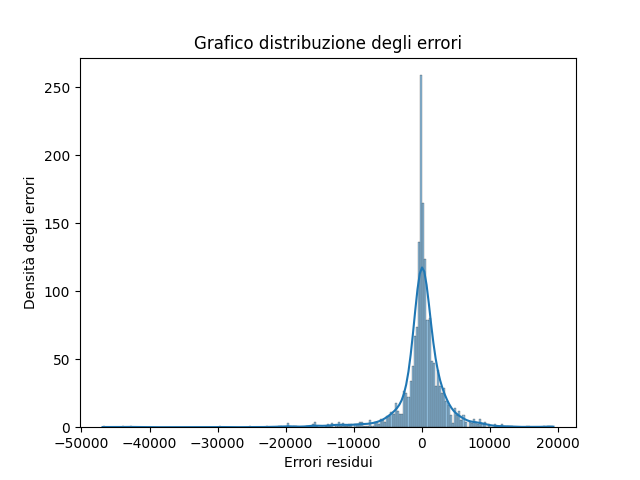 Grafico distribuzione degli errori
250
200
150
100
50
0
Densità degli errori
−50000 −40000 −30000 −20000 −10000 0 10000 20000
Errori residui